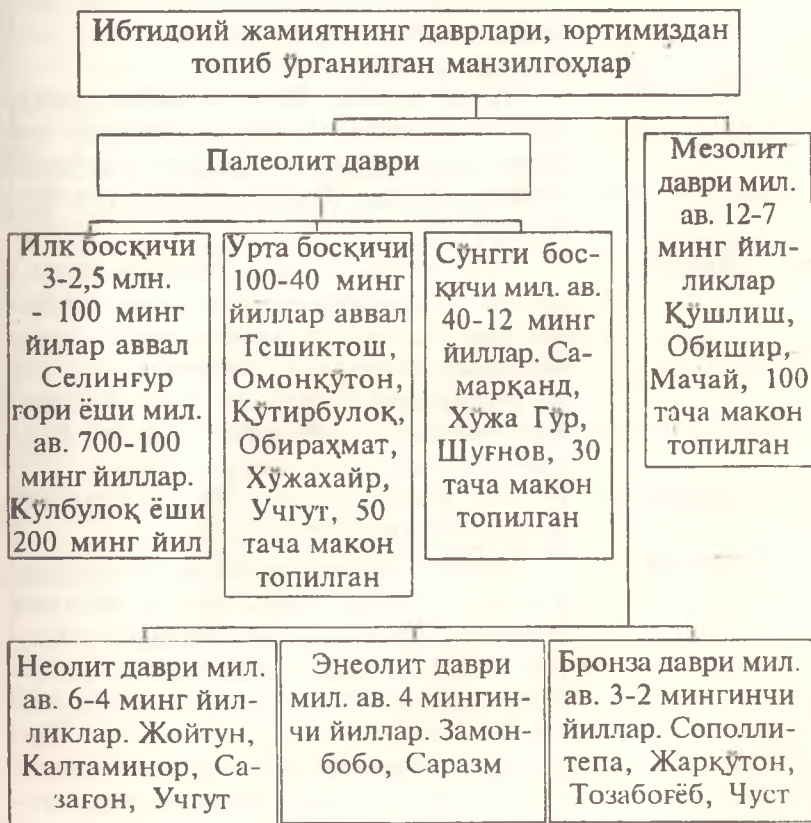 Ибтидоий жамиятнинг даврлари, юртимиздан
топиб ўрганилган манзилгоҳлар
Палеолит даври
Мезолит
даври мил.
ав. 12-7
минг йил-
ликлар
Қўшлиш,
Обишир,
Мачай, 100
тача макон
топилган
Илк босқичи
3-2,5 млн.
- 100 минг
йилар аввал
Селинғур
ғори ёши мил.
ав. 700-100
минг йиллар.
Кўлбулоқ ёши
200 минг йил
Урта босқичи
100-40 минг
йиллар аввал
Тешиктош,
Омонқўтон,
Қўтирбулоқ,
Обираҳмат,
Хўжахайр,
Учгут, 50
тача макон
топилган
Сўнгги бос-
қичи мил. ав.
40-12 минг
йиллар. Са-
марқанд,
Хўжа Гўр,
Шуғнов, 30
тача макон
топилган
Неолит даври мил.
ав. 6-4 минг йил-
ликлар. Жойтун,
Калтаминор, Са-
зағон, Учгут
Энеолит даври
мил. ав. 4 мингин-
чи йиллар. Замон-
бобо, Саразм
Бронза даври мил.
ав. 3-2 мингинчи
йиллар. Сополли-
тепа, Жарқўтон,
Тозабоғёб, Чуст